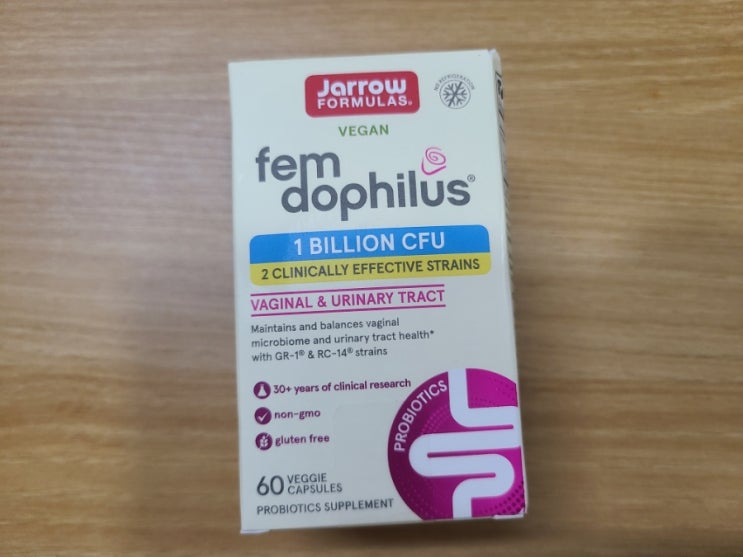 Jarrow
FORMULAS®
NO REFRIGERATION
VEGAN
fem
dophilus®
1 BILLION CFU
2 CLINICALLY EFFECTIVE STRAINS
VAGINAL & URINARY TRACT
Maintains and balances vaginal
microbiome and urinary tract health*
with GR-1® & RC-14® strains
30+ years of clinical research
non-gmo
gluten free
PROBIOTICS
60 VEGGIE
CAPSULES
PROBIOTICS SUPPLEMENT